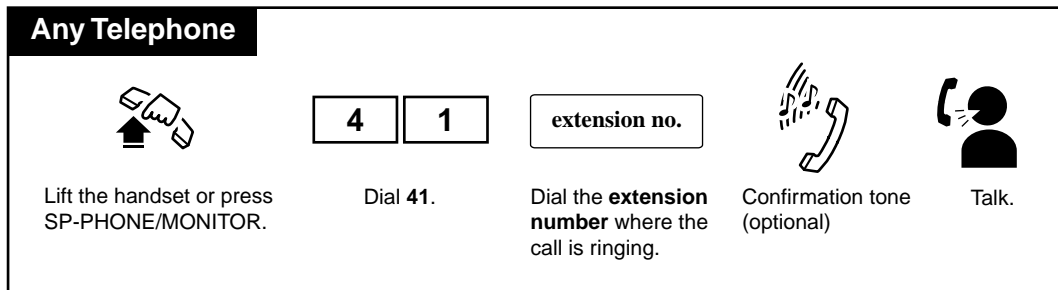 Any Telephone
4 1
extension no.
Lift the handset or press
SP-PHONE/MONITOR.
Dial 41.
Dial the extension
number where the
call is ringing.
Confirmation tone
(optional)
Talk.